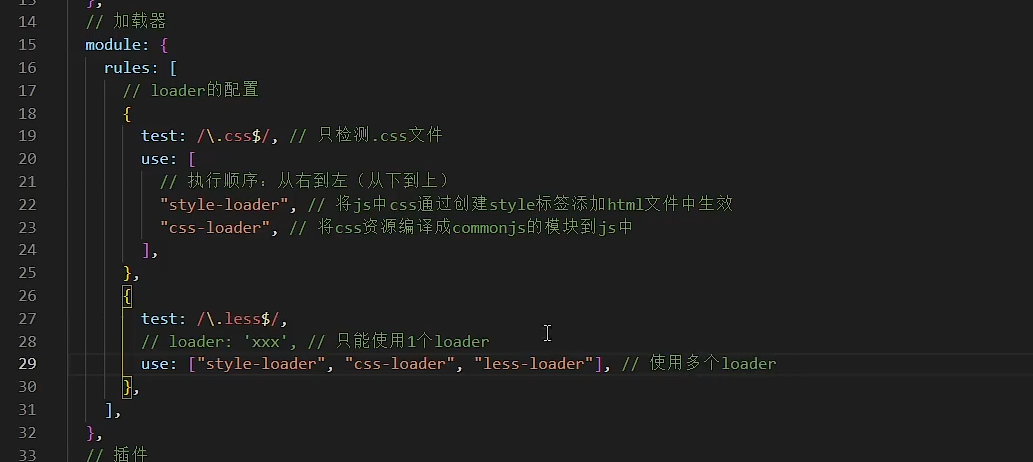 13 },
14 // 加载器
15 module: {
16 rules: [
17 // loader的配置
18 {
19 test: /\.css$/, // 只检测.css文件
20 use: [
21 // 执行顺序：从右到左（从下到上）
22 "style-loader", // 将js中css通过创建style标签添加html文件中生效
23 "css-loader", // 将css资源编译成commonjs的模块到js中
24 ],
25 },
26 {
27 test: /\.less$/,
28 // loader: 'xxx', // 只能使用1个loader
29 use: ["style-loader", "css-loader", "less-loader"], // 使用多个loader
30 },
31 ],
32 },
33 // 插件